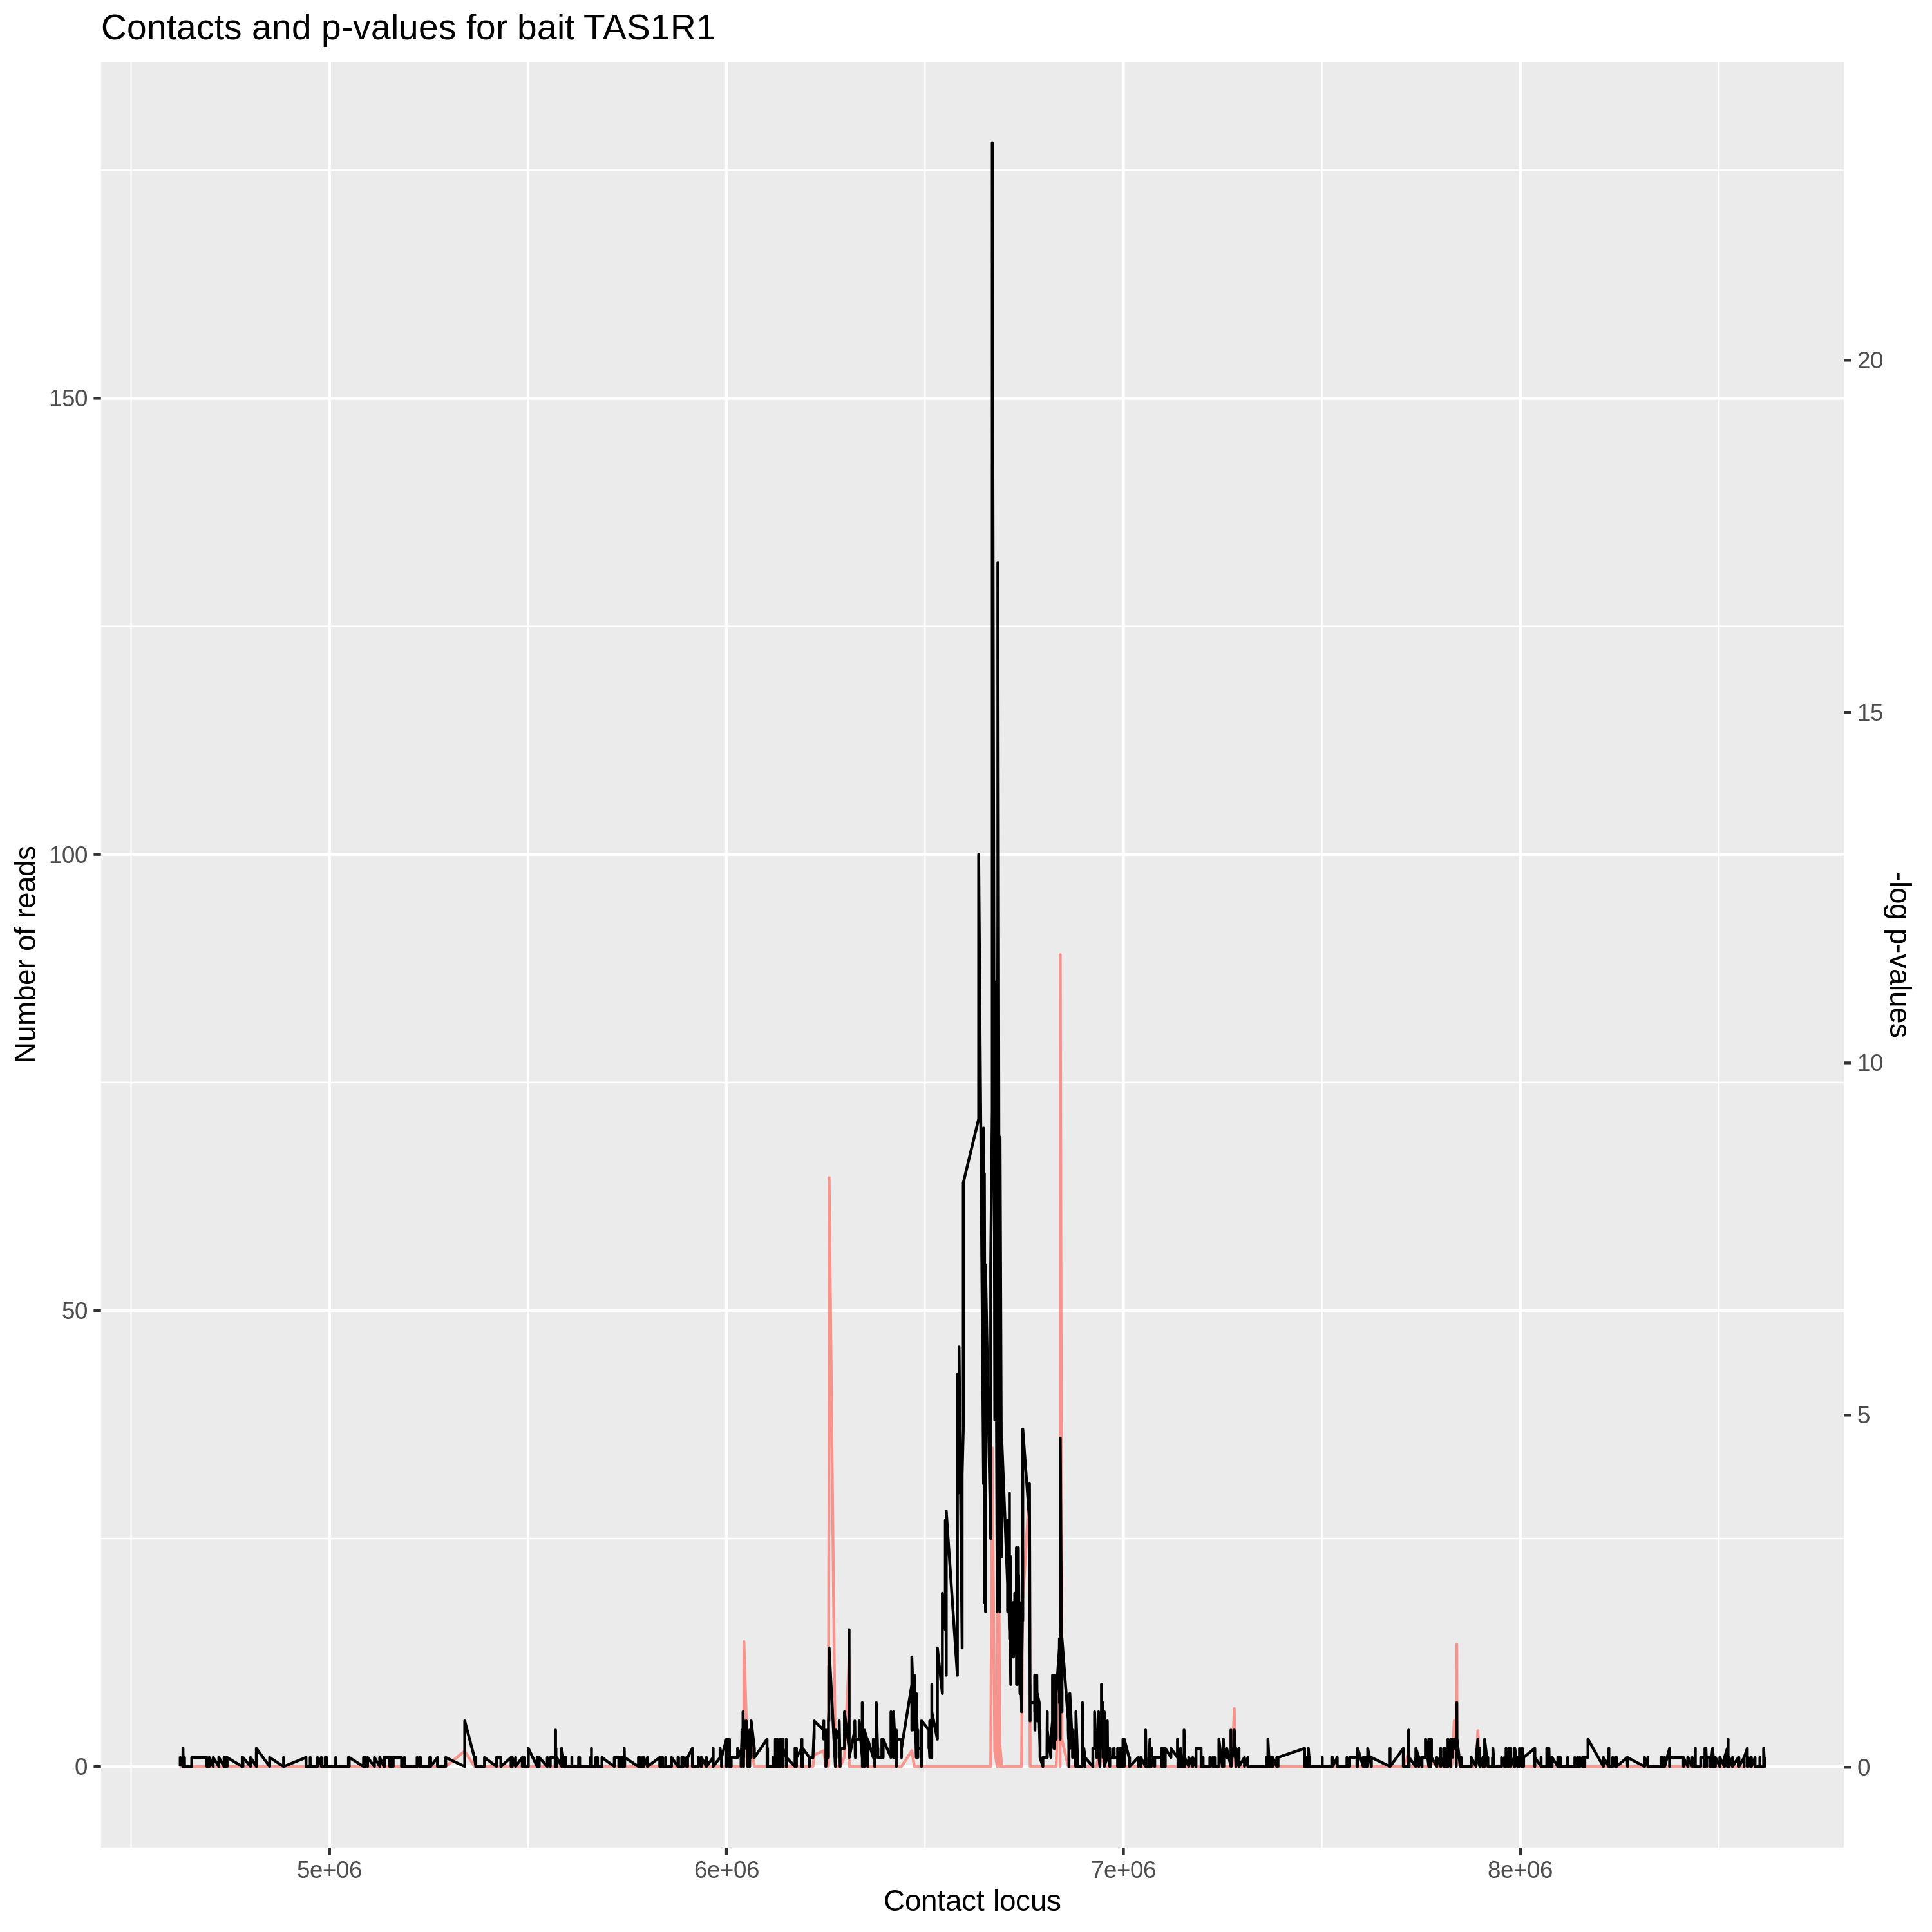 Contacts and p-values for bait TAS1R1
Number of reads
150
100
50
0
20
15
10
5
0
-log p-values
5e+06 6e+06 7e+06 8e+06
Contact locus